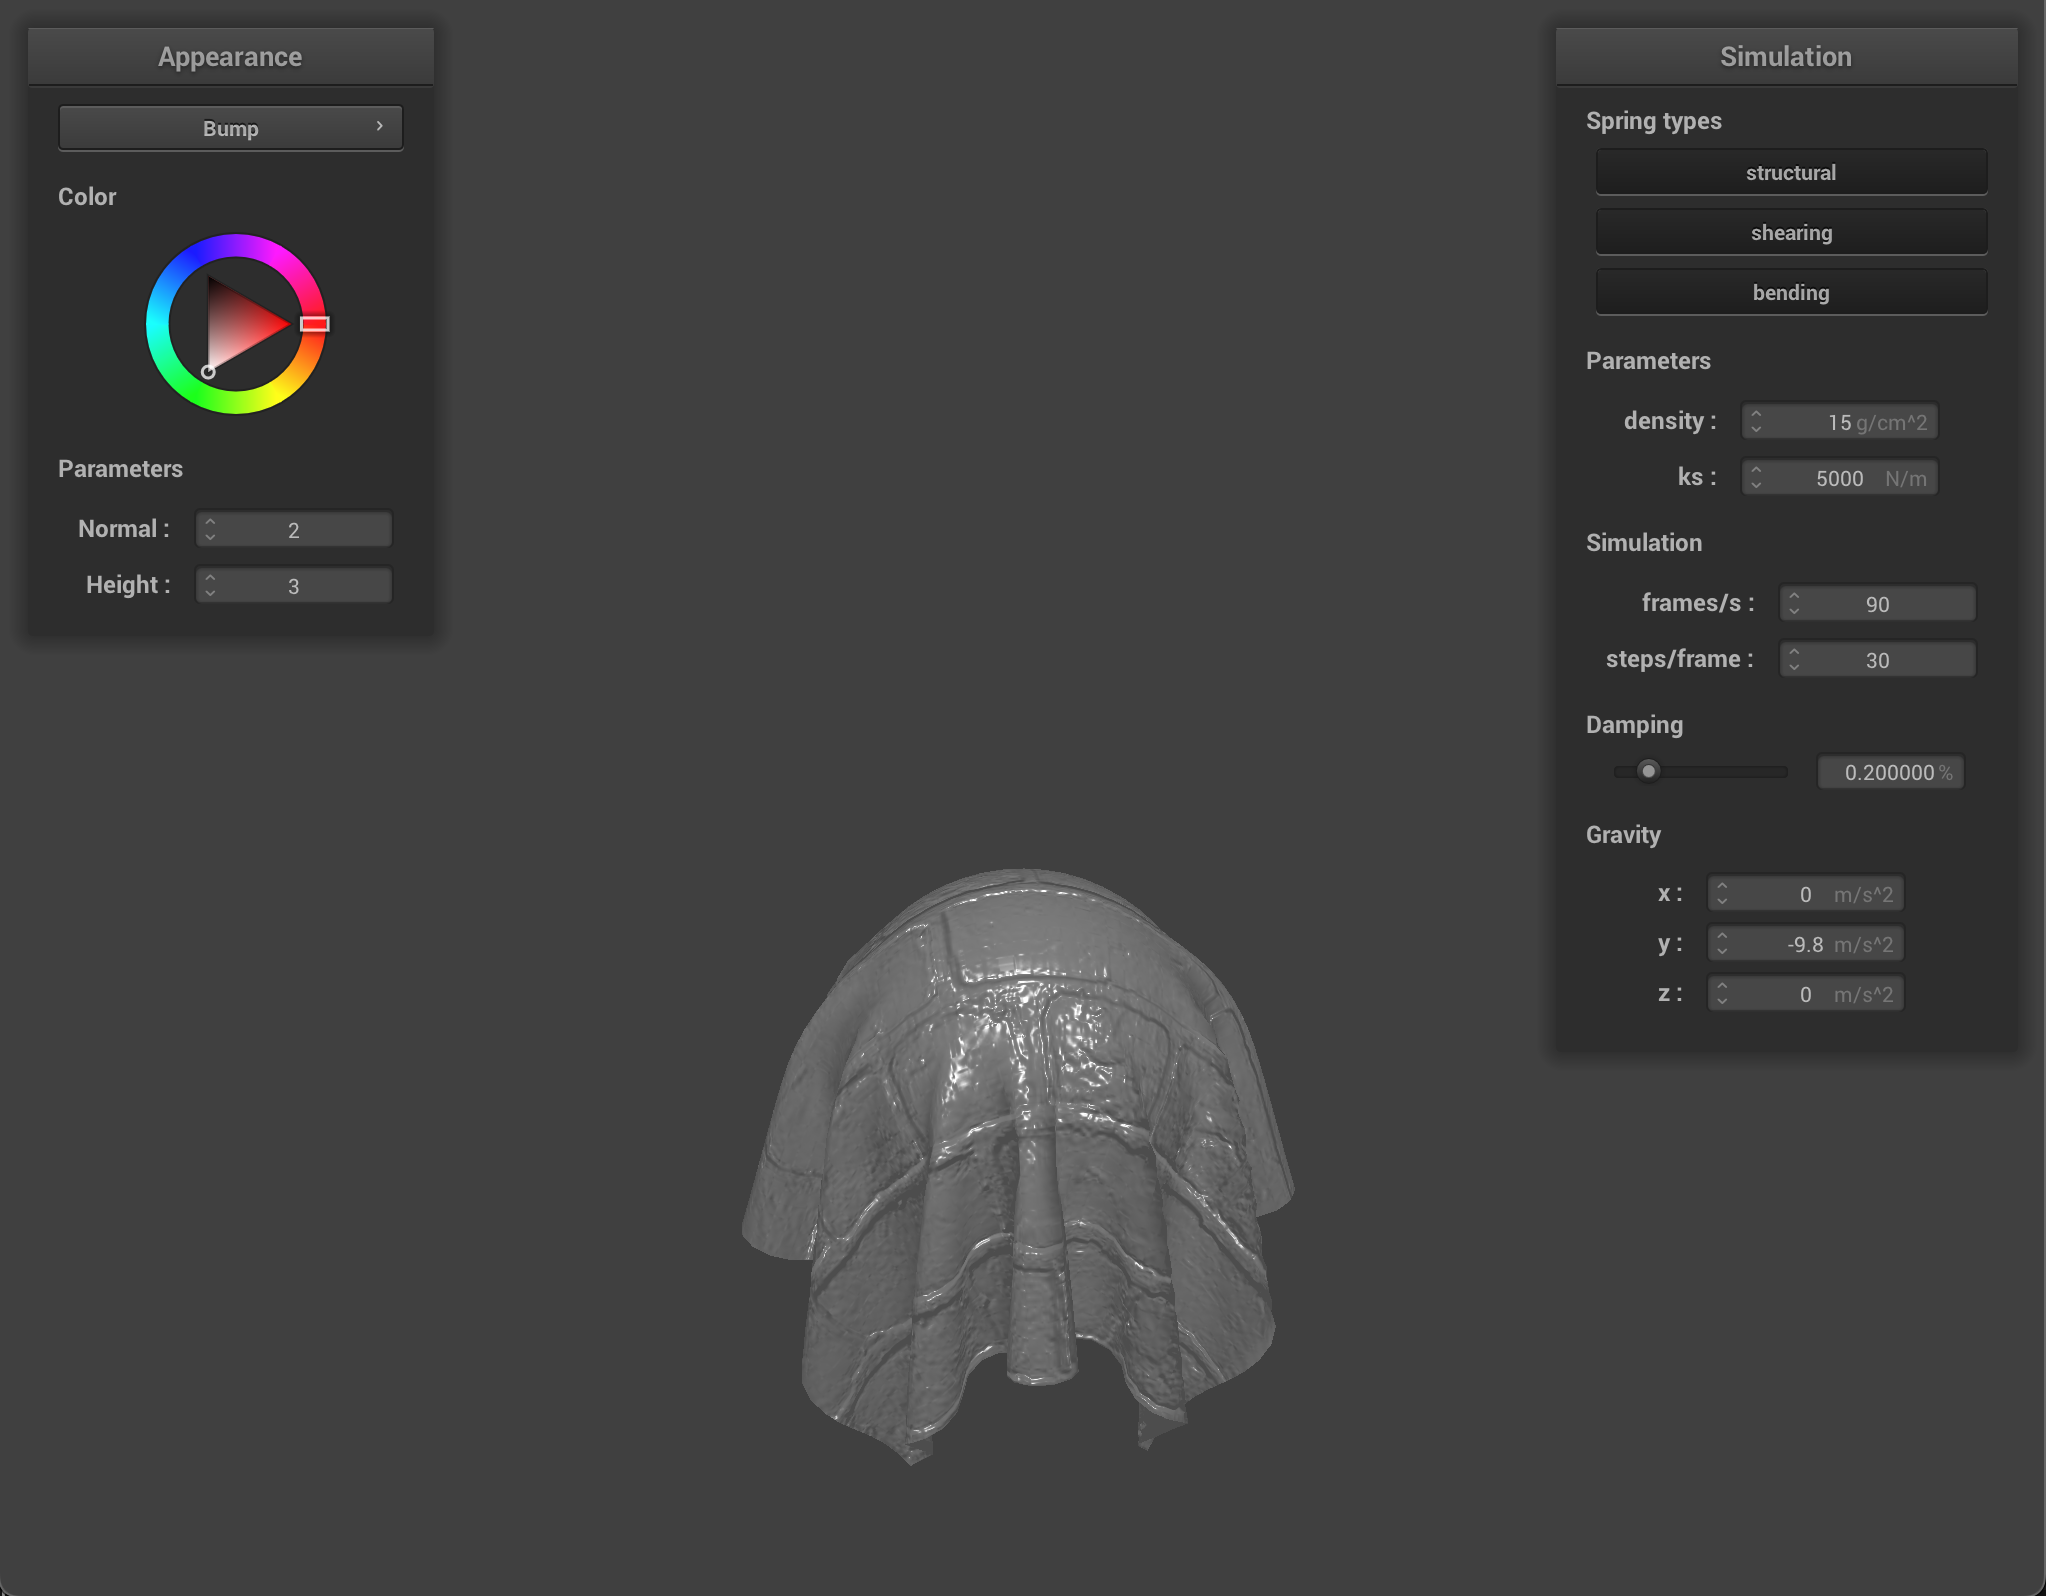 Appearance
Bump
Color
Parameters
Normal : 2
Height : 3
Simulation
Spring types
structural
shearing
bending
Parameters
density : 15 g/cm^2
ks : 5000 N/m
Simulation
frames/s : 90
steps/frame : 30
Damping
0.200000 %
Gravity
x : 0 m/s^2
y : -9.8 m/s^2
z : 0 m/s^2